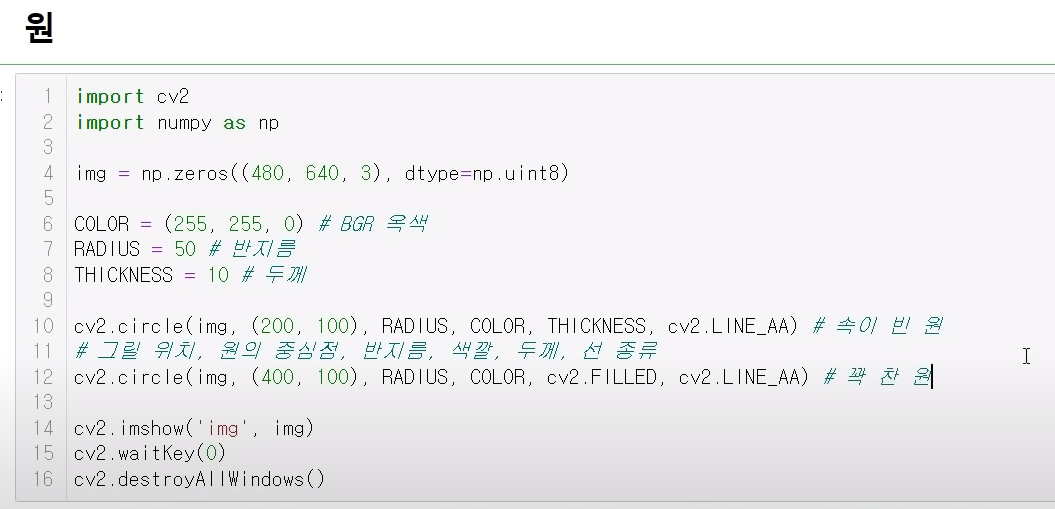 원
1 import cv2
2 import numpy as np
3
4 img = np.zeros((480, 640, 3), dtype=np.uint8)
5
6 COLOR = (255, 255, 0) # BGR 옥색
7 RADIUS = 50 # 반지름
8 THICKNESS = 10 # 두께
9
10 cv2.circle(img, (200, 100), RADIUS, COLOR, THICKNESS, cv2.LINE_AA) # 속이 빈 원
11 # 그릴 위치, 원의 중심점, 반지름, 색깔, 두께, 선 종류
12 cv2.circle(img, (400, 100), RADIUS, COLOR, cv2.FILLED, cv2.LINE_AA) # 꽉 찬 원
13
14 cv2.imshow('img', img)
15 cv2.waitKey(0)
16 cv2.destroyAllWindows()